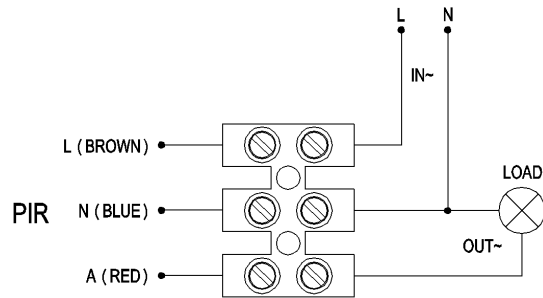 L N
IN~
L ( BROWN )
LOAD
PIR N ( BLUE )
OUT~
A ( RED )